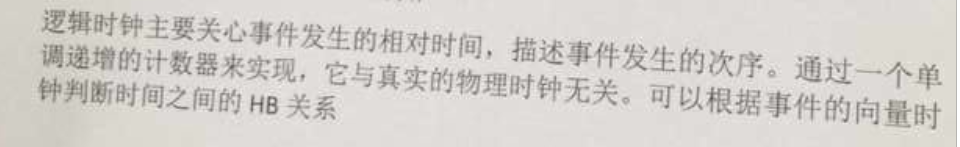 逻辑时钟主要关心事件发生的相对时间，描述事件发生的次序。通过一个单
调递增的计数器来实现，它与真实的物理时钟无关。可以根据事件的向量时
钟判断时间之间的 HB 关系